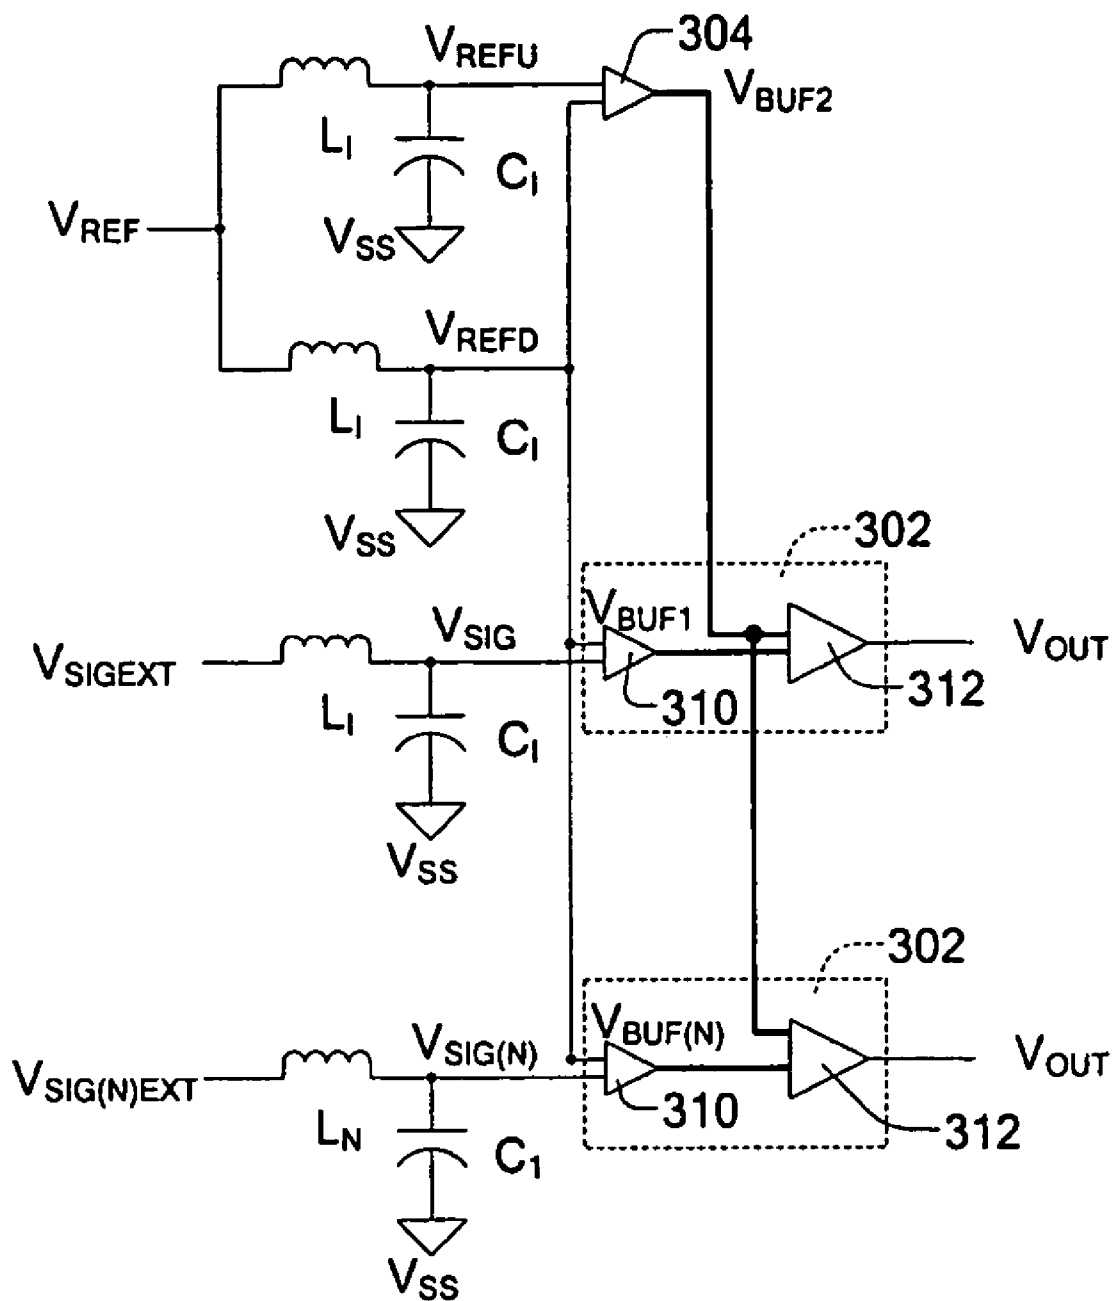 304
VREFU
VBUF2
LI
CI
VREF
VSS
VREFD
LI
CI
VSS
302
VBUF1
VSIG
VOUT
VSIGEXT
310
312
LI
CI
VSS
302
VBUF(N)
VSIG(N)
VOUT
VSIG(N)EXT
310
312
LN
C1
VSS